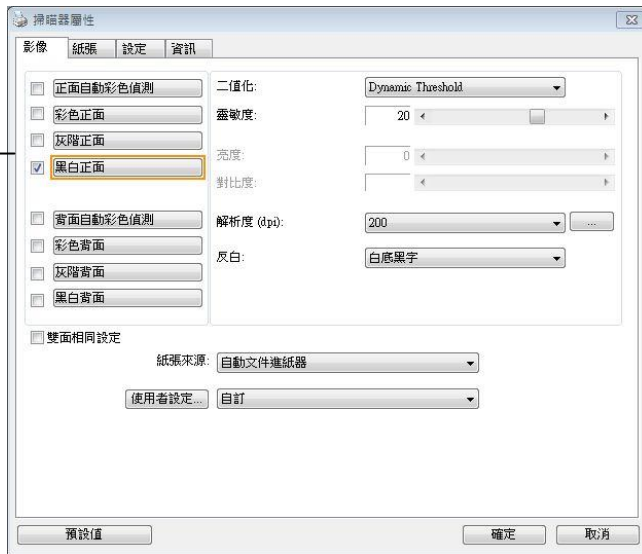 掃瞄器屬性
影像 紙張 設定 資訊
正面自動彩色偵測
彩色正面
灰階正面
黑白正面
背面自動彩色偵測
彩色背面
灰階背面
黑白背面
二值化: Dynamic Threshold
靈敏度: 20
亮度: 0
對比度:
解析度 (dpi): 200 ...
反白: 白底黑字
雙面相同設定
紙張來源: 自動文件進紙器
使用者設定... 自訂
預設值 確定 取消